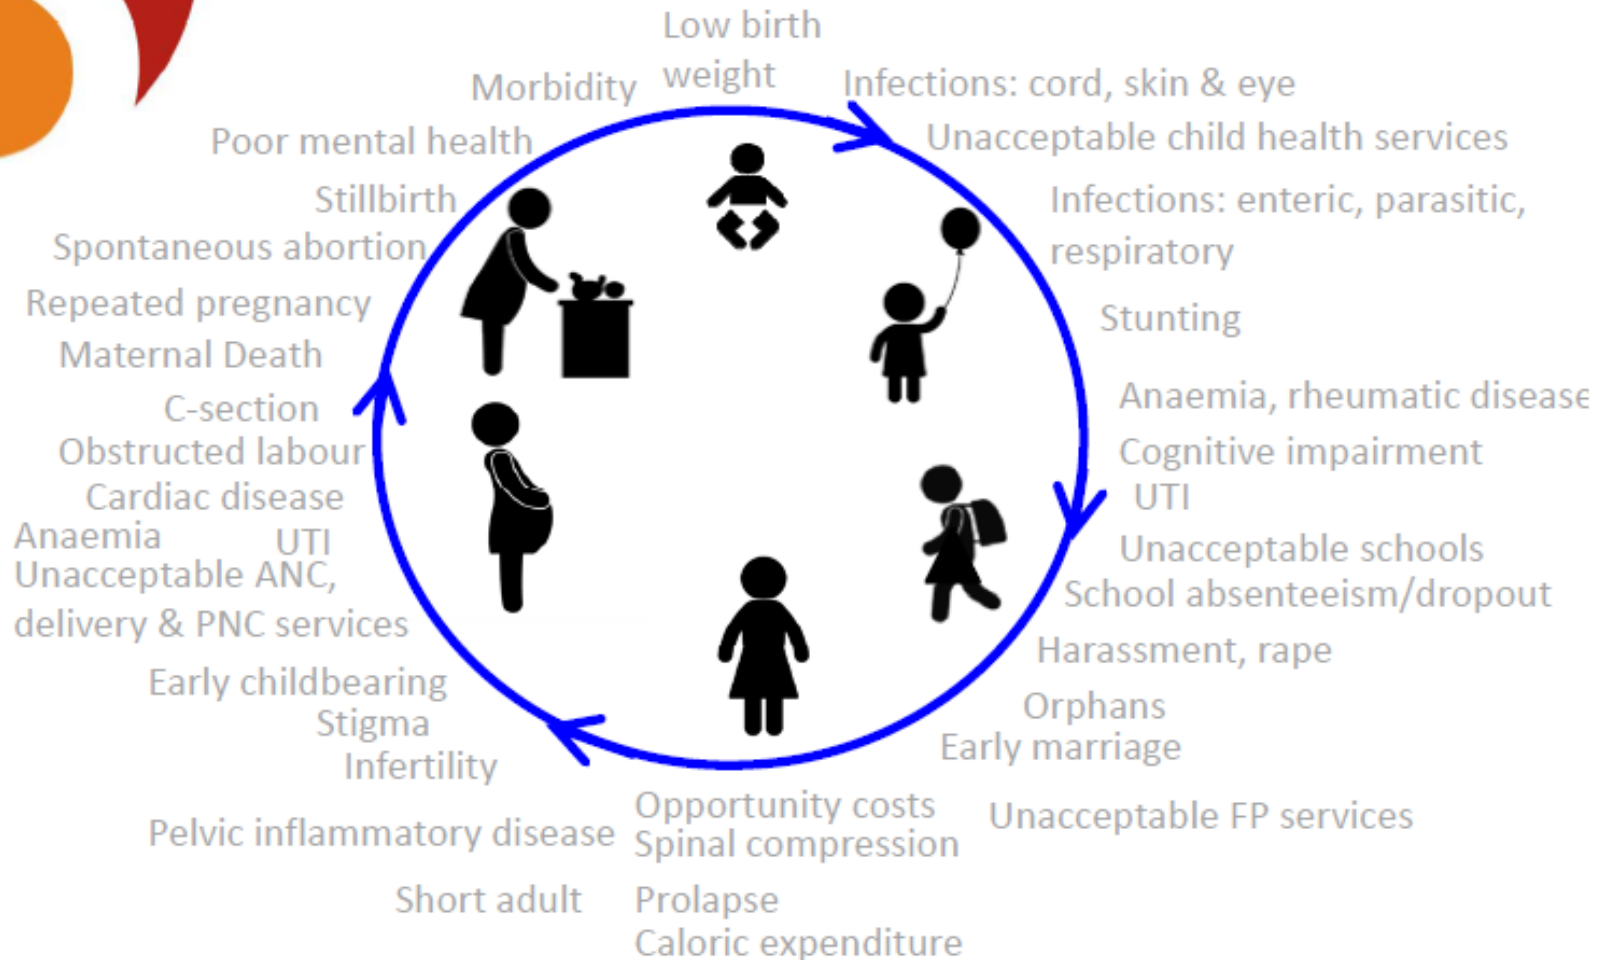 Low birth
weight
Morbidity
Infections: cord, skin & eye
Poor mental health
Unacceptable child health services
Stillbirth
Infections: enteric, parasitic,
respiratory
Spontaneous abortion
Repeated pregnancy
Stunting
Maternal Death
C-section
Anaemia, rheumatic disease
Obstructed labour
Cognitive impairment
Cardiac disease
UTI
Anaemia
UTI
Unacceptable schools
Unacceptable ANC,
delivery & PNC services
School absenteeism/dropout
Harassment, rape
Early childbearing
Orphans
Stigma
Early marriage
Infertility
Opportunity costs
Unacceptable FP services
Pelvic inflammatory disease
Spinal compression
Short adult
Prolapse
Caloric expenditure